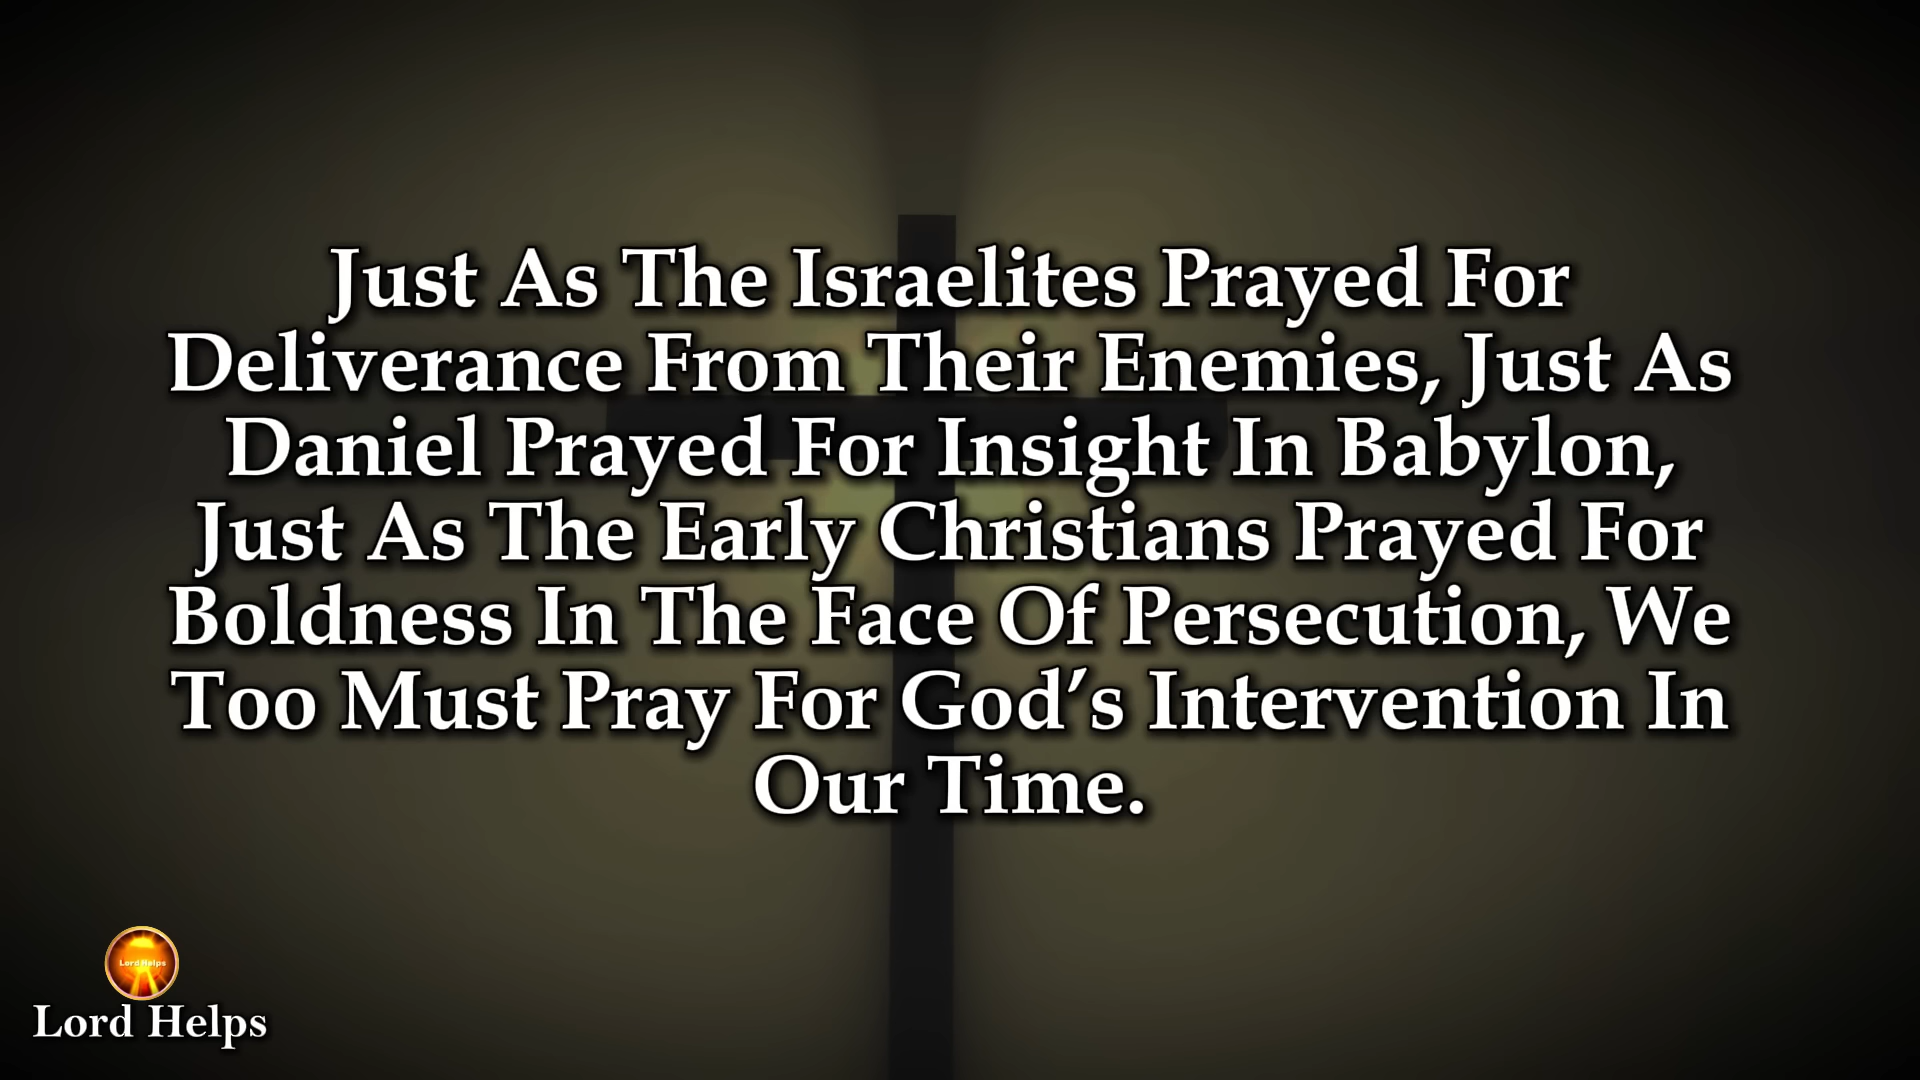 Just As The Israelites Prayed For
Deliverance From Their Enemies, Just As
Daniel Prayed For Insight In Babylon,
Just As The Early Christians Prayed For
Boldness In The Face Of Persecution, We
Too Must Pray For God’s Intervention In
Our Time.
Lord Helps
Lord Helps